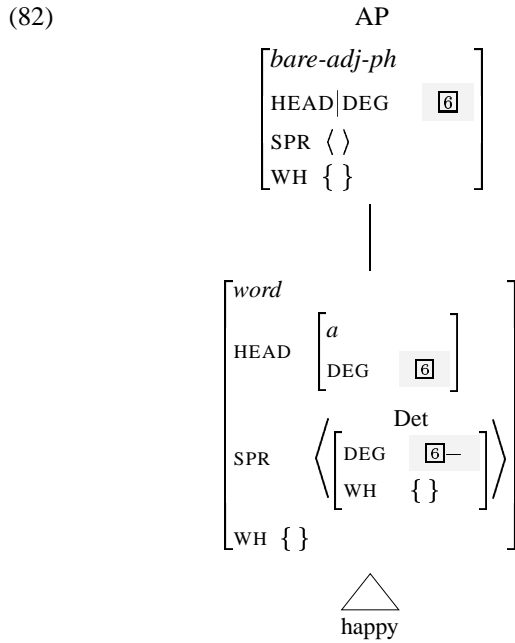 (82) AP
bare-adj-ph
HEAD|DEG 6
SPR ⟨ ⟩
WH { }
word
HEAD a
DEG 6
Det
SPR ⟨ DEG 6– ⟩
WH { }
WH { }
happy